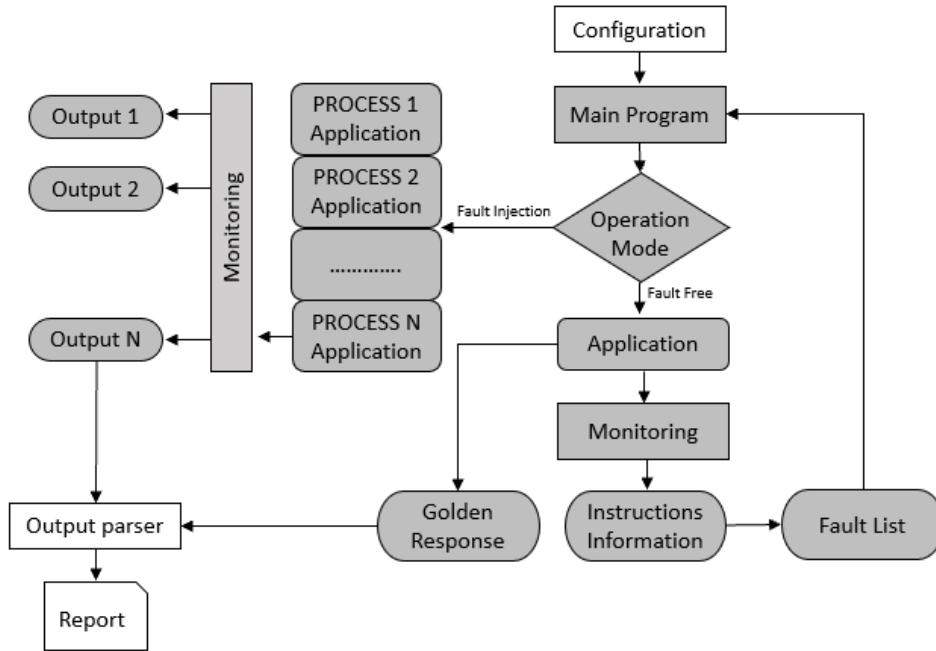 Configuration
Main Program
Operation
Mode
Fault Injection
Fault Free
PROCESS 1
Application
PROCESS 2
Application
.............
PROCESS N
Application
Monitoring
Output 1
Output 2
Output N
Application
Monitoring
Instructions
Information
Fault List
Golden
Response
Output parser
Report